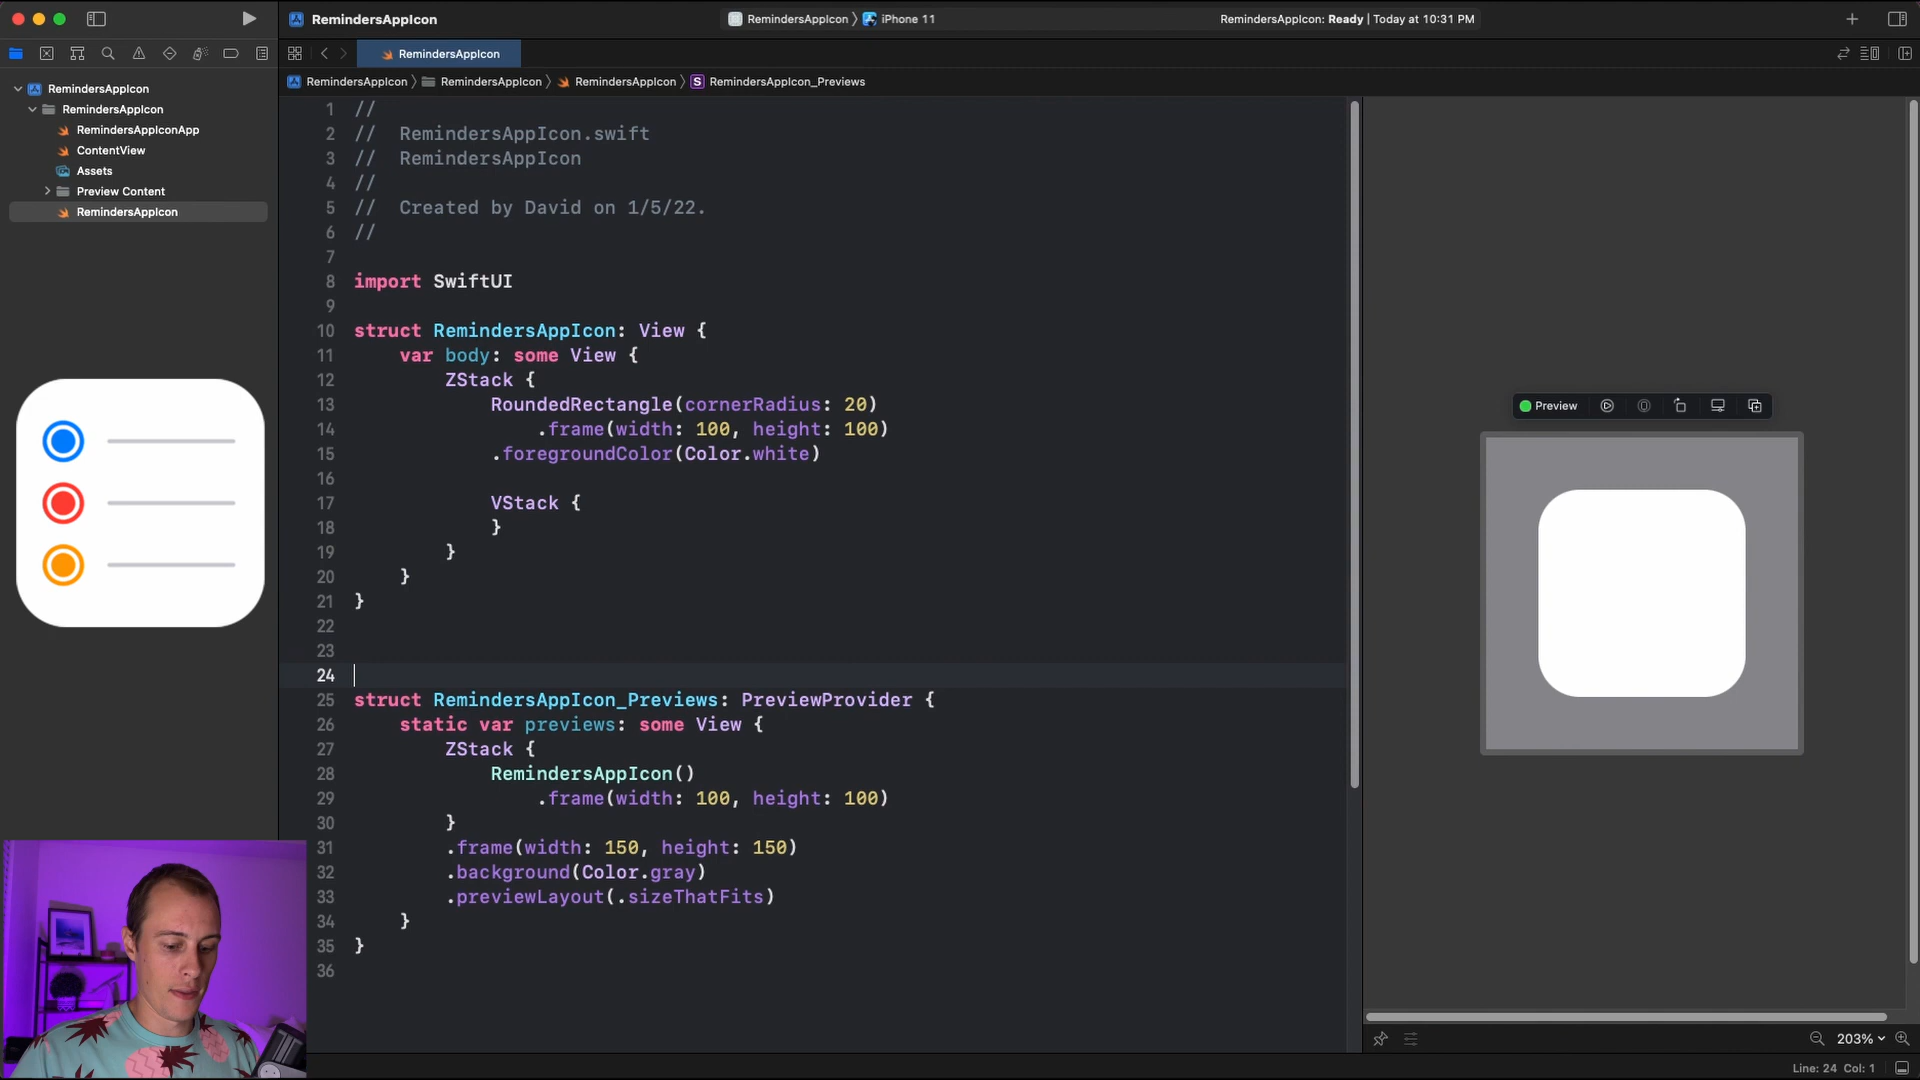 RemindersAppIcon
RemindersAppIcon 〉 iPhone 11
RemindersAppIcon: Ready | Today at 10:31 PM
RemindersAppIcon
RemindersAppIcon 〉 RemindersAppIcon 〉 RemindersAppIcon 〉 S RemindersAppIcon_Previews
RemindersAppIcon
RemindersAppIcon
RemindersAppIconApp
ContentView
Assets
Preview Content
RemindersAppIcon
1 //
2 //  RemindersAppIcon.swift
3 //  RemindersAppIcon
4 //
5 //  Created by David on 1/5/22.
6 //
7
8 import SwiftUI
9
10 struct RemindersAppIcon: View {
11     var body: some View {
12         ZStack {
13             RoundedRectangle(cornerRadius: 20)
14                 .frame(width: 100, height: 100)
15             .foregroundColor(Color.white)
16
17             VStack {
18             }
19         }
20     }
21 }
22
23
24
25 struct RemindersAppIcon_Previews: PreviewProvider {
26     static var previews: some View {
27         ZStack {
28             RemindersAppIcon()
29                 .frame(width: 100, height: 100)
30         }
31         .frame(width: 150, height: 150)
32         .background(Color.gray)
33         .previewLayout(.sizeThatFits)
34     }
35 }
36
Preview
203%
Line: 24 Col: 1